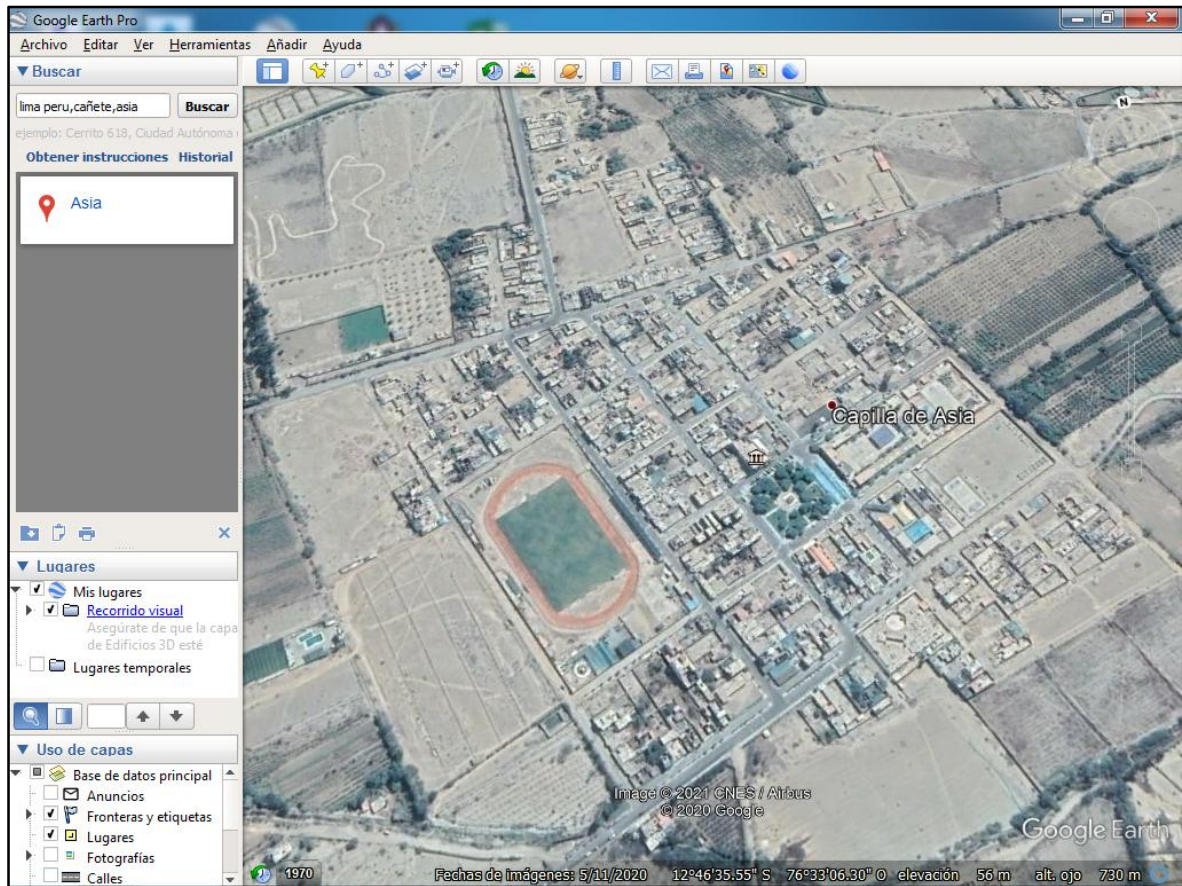 Google Earth Pro
Archivo Editar Ver Herramientas Añadir Ayuda
Buscar
lima peru,cañete,asia
Buscar
ejemplo: Cerrito 618, Ciudad Autónoma
Obtener instrucciones Historial
Asia
Lugares
Mis lugares
Recorrido visual
Asegúrate de que la capa
de Edificios 3D esté
Lugares temporales
Uso de capas
Base de datos principal
Anuncios
Fronteras y etiquetas
Lugares
Fotografías
Calles
N
Capilla de Asia
Image © 2021 CNES / Airbus
© 2020 Google
Google Earth
1970
Fechas de imágenes: 5/11/2020 12°46'35.55" S 76°33'06.30" O elevación 56 m alt. ojo 730 m